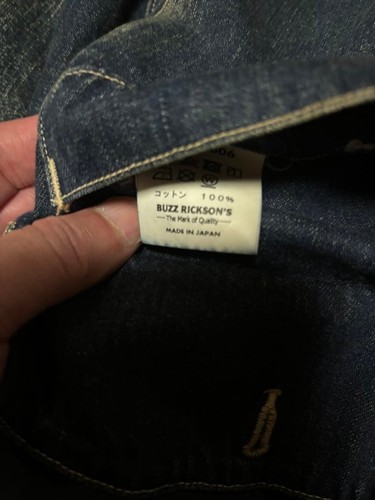 コットン 100%
BUZZ RICKSON'S
The Mark of Quality
MADE IN JAPAN